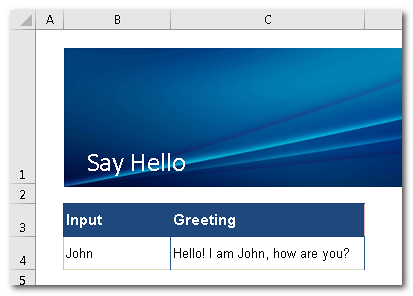 A B C
1 Say Hello
2
3 Input Greeting
4 John Hello! I am John, how are you?
5